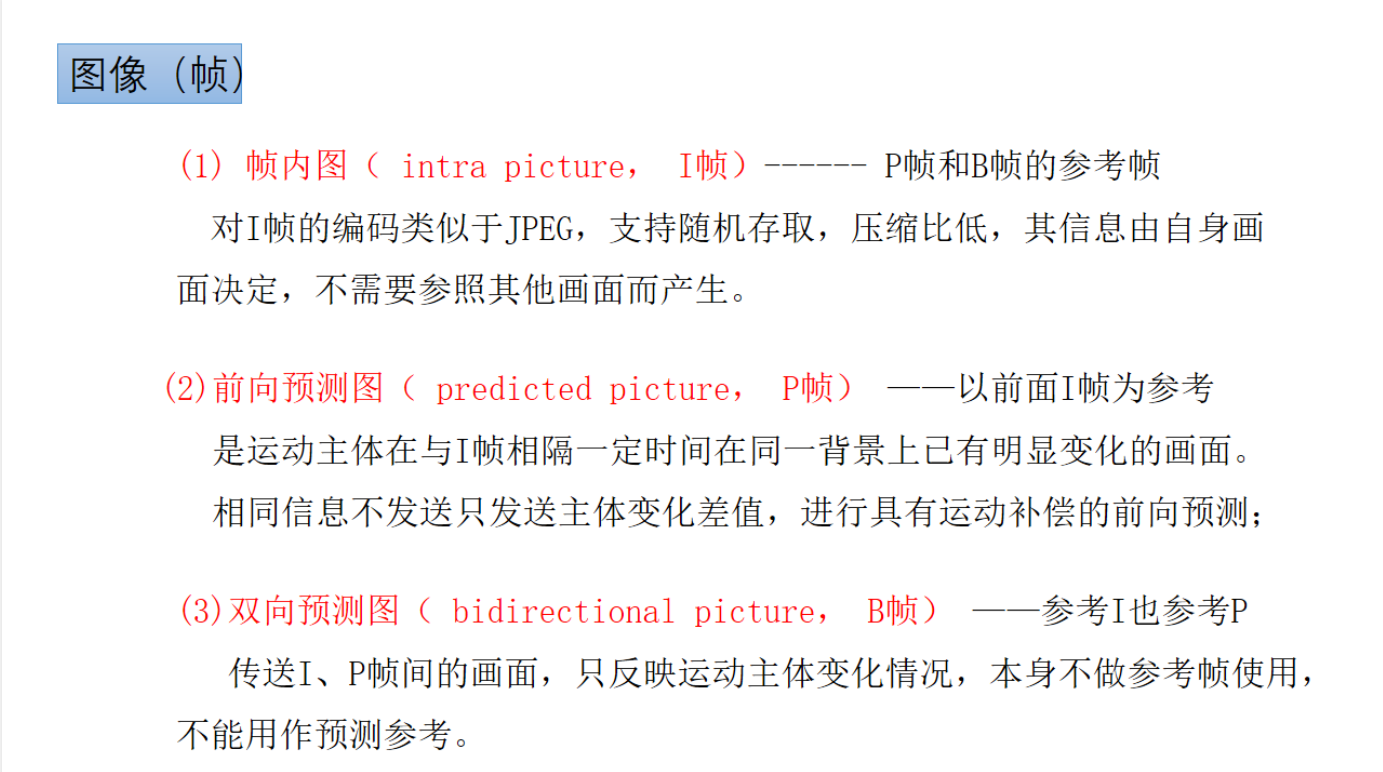 图像（帧）
(1) 帧内图（ intra picture， I帧）------ P帧和B帧的参考帧
对I帧的编码类似于JPEG，支持随机存取，压缩比低，其信息由自身画
面决定，不需要参照其他画面而产生。
(2)前向预测图（ predicted picture， P帧） ——以前面I帧为参考
是运动主体在与I帧相隔一定时间在同一背景上已有明显变化的画面。
相同信息不发送只发送主体变化差值，进行具有运动补偿的前向预测；
(3)双向预测图（ bidirectional picture， B帧） ——参考I也参考P
传送I、P帧间的画面，只反映运动主体变化情况，本身不做参考帧使用，
不能用作预测参考。